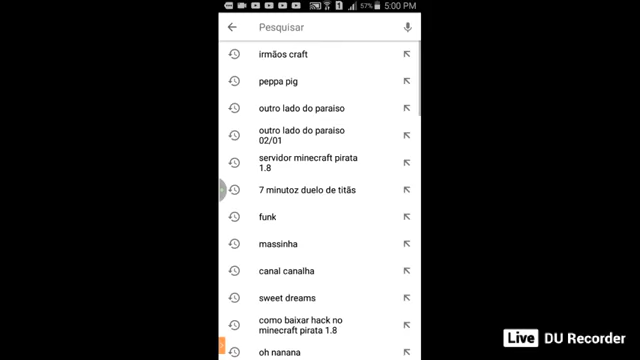 57% 5:00 PM
Pesquisar
irmãos craft
peppa pig
outro lado do paraiso
outro lado do paraiso
02/01
servidor minecraft pirata
1.8
7 minutoz duelo de titãs
funk
massinha
canal canalha
sweet dreams
como baixar hack no
minecraft pirata 1.8
oh nanana
Live DU Recorder